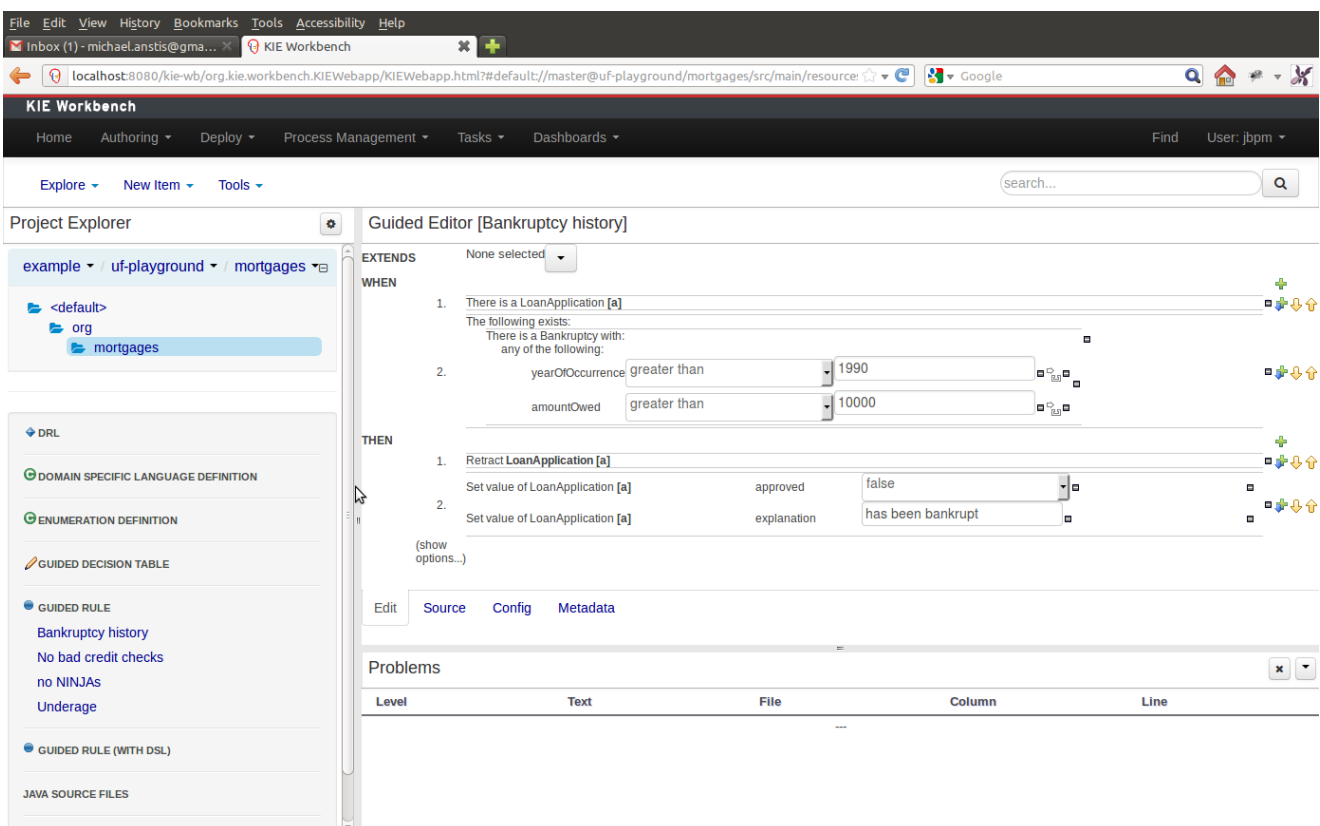 File Edit View History Bookmarks Tools Accessibility Help
Inbox (1) - michael.anstis@gma...
KIE Workbench
localhost:8080/kie-wb/org.kie.workbench.KIEWebapp/KIEWebapp.html?#default://master@uf-playground/mortgages/src/main/resource
Google
KIE Workbench
Home Authoring Deploy Process Management Tasks Dashboards Find User: jbpm
Explore New Item Tools search...
Project Explorer
example / uf-playground / mortgages
<default>
org
mortgages
DRL
DOMAIN SPECIFIC LANGUAGE DEFINITION
ENUMERATION DEFINITION
GUIDED DECISION TABLE
GUIDED RULE
Bankruptcy history
No bad credit checks
no NINJAs
Underage
GUIDED RULE (WITH DSL)
JAVA SOURCE FILES
Guided Editor [Bankruptcy history]
EXTENDS None selected
WHEN
1. There is a LoanApplication [a]
The following exists:
There is a Bankruptcy with:
any of the following:
2. yearOfOccurrence greater than 1990
amountOwed greater than 10000
THEN
1. Retract LoanApplication [a]
Set value of LoanApplication [a] approved false
2.
Set value of LoanApplication [a] explanation has been bankrupt
(show
options...)
Edit Source Config Metadata
Problems
Level Text File Column Line
---